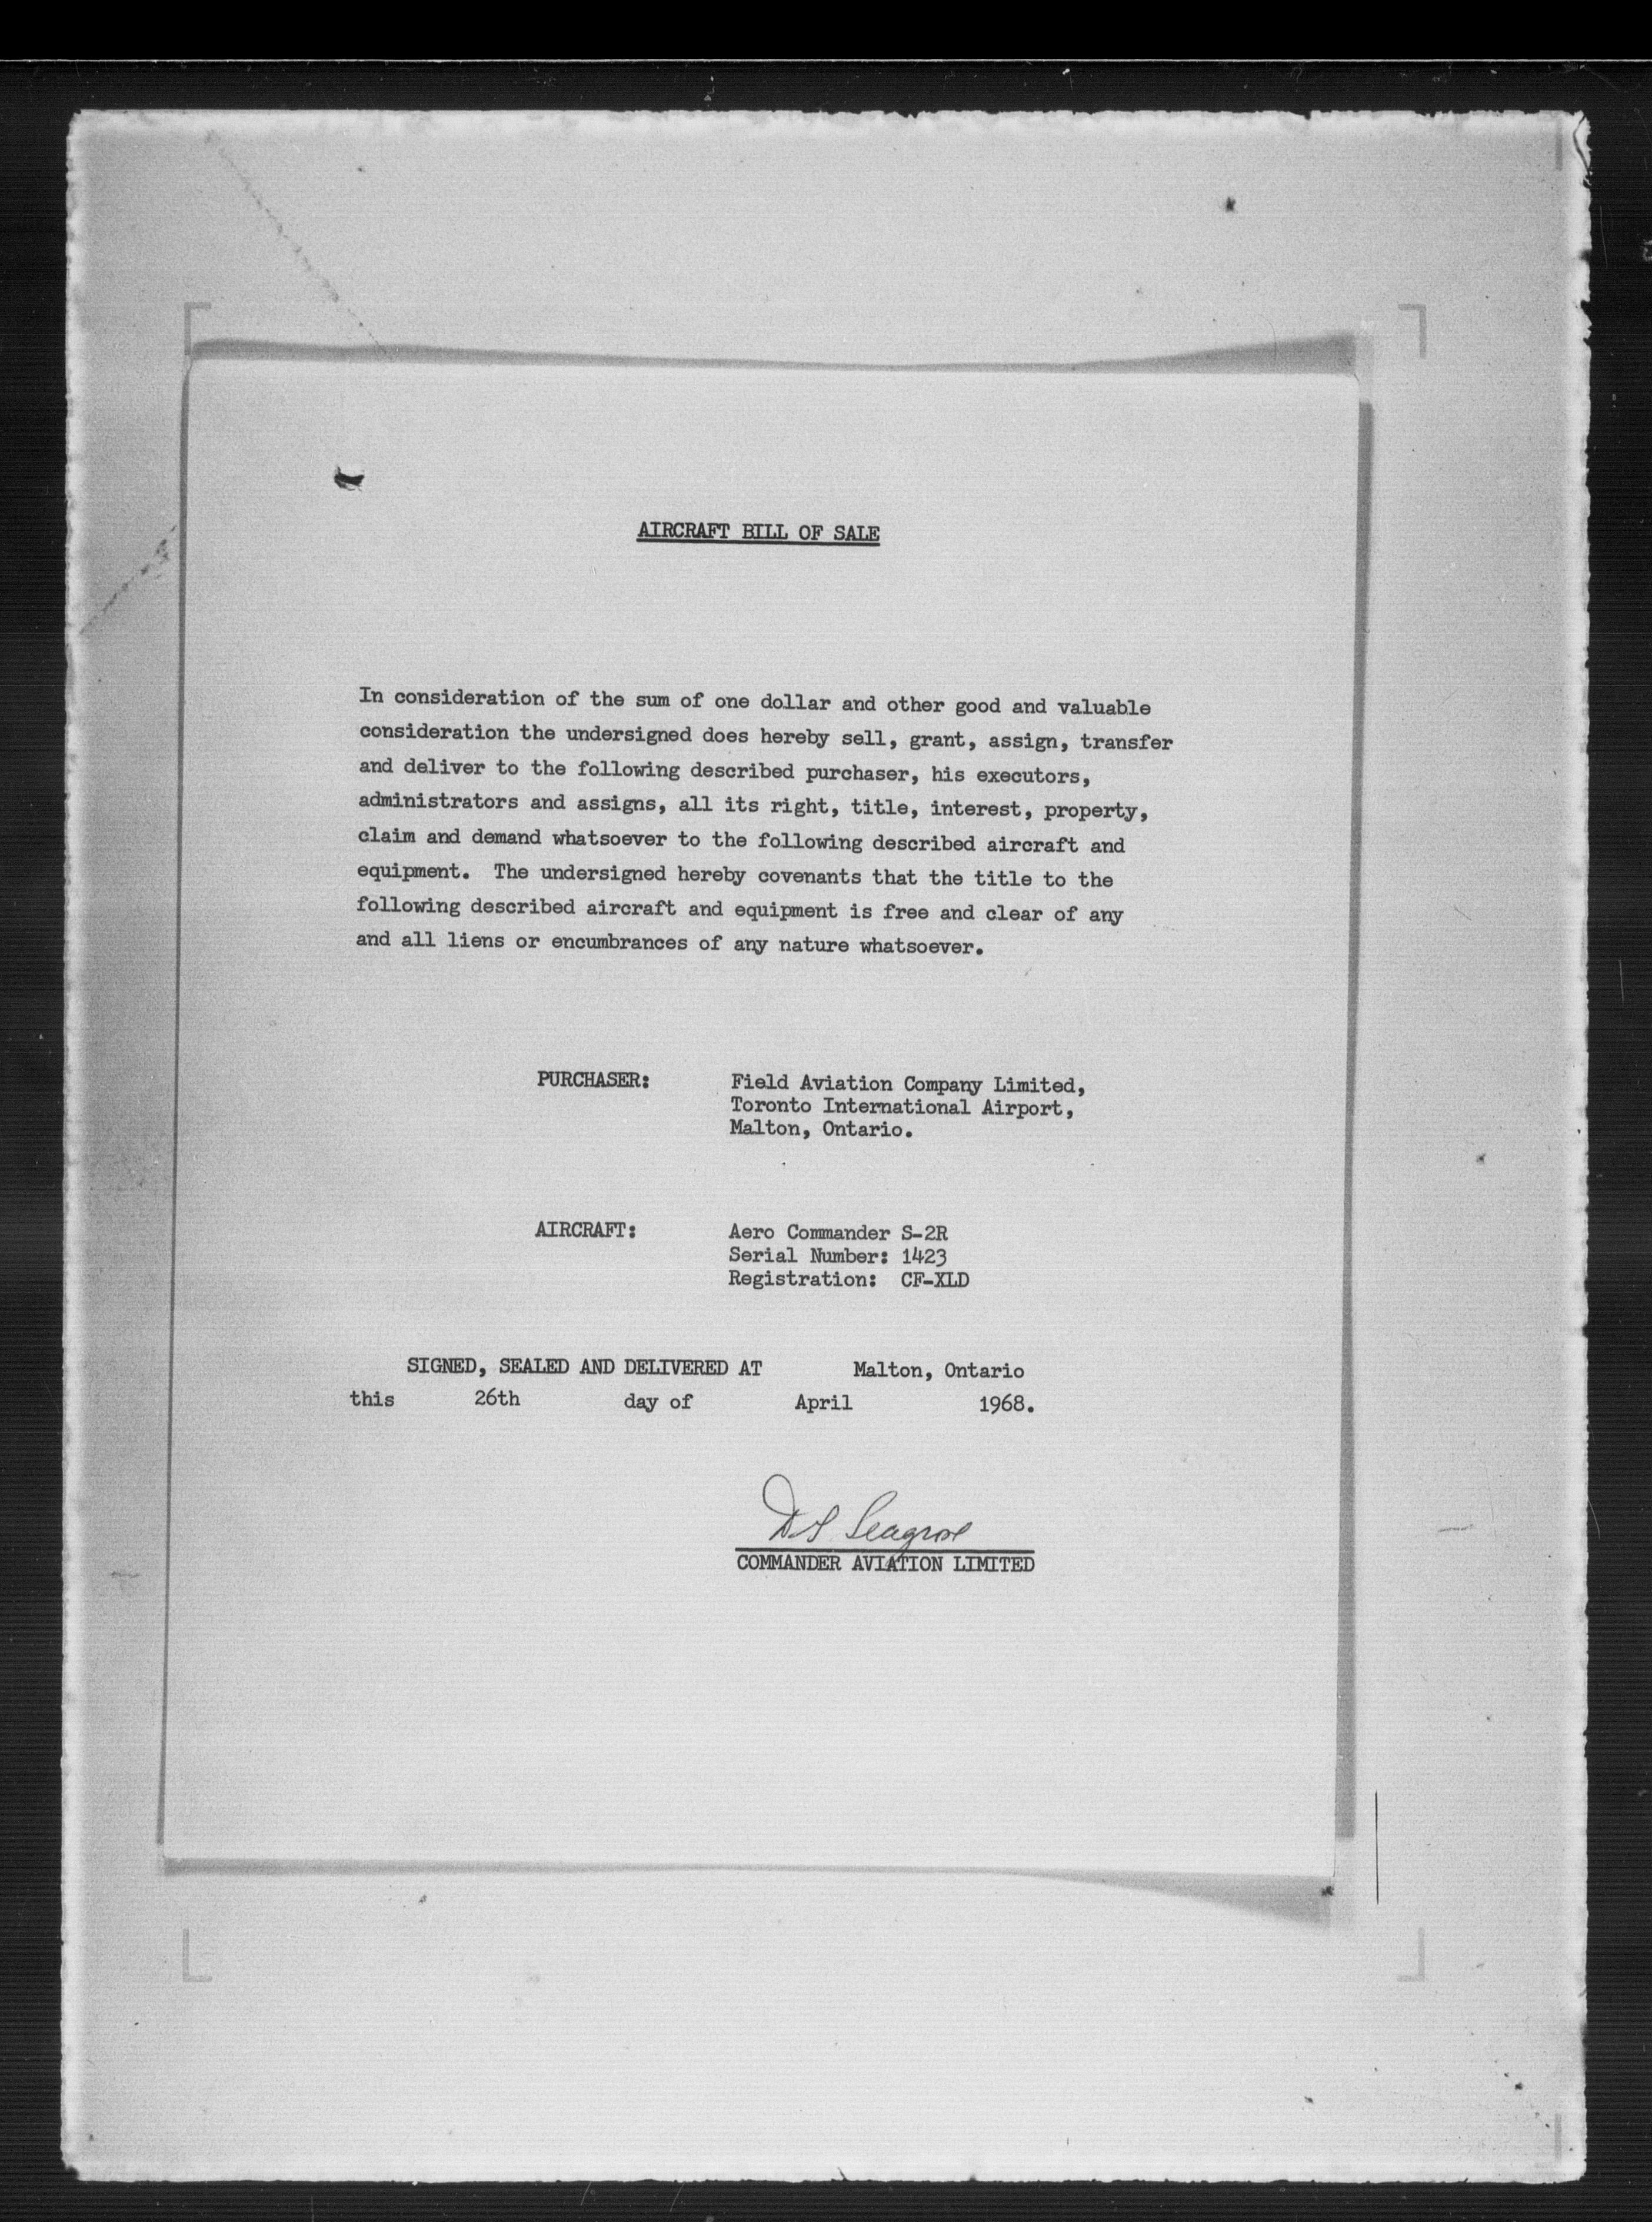 AIRCRAFT BILL OF SALE
In consideration of the sum of one dollar and other good and valuable
consideration the undersigned does hereby sell, grant, assign, transfer
and deliver to the following described purchaser, his executors,
administrators and assigns, all its right, title, interest, property,
claim and demand whatsoever to the following described aircraft and
equipment. The undersigned hereby covenants that the title to the
following described aircraft and equipment is free and clear of any
and all liens or encumbrances of any nature whatsoever.
PURCHASER: Field Aviation Company Limited,
Toronto International Airport,
Malton, Ontario.
AIRCRAFT: Aero Commander S-2R
Serial Number: 1423
Registration: CF-XLD
SIGNED, SEALED AND DELIVERED AT Malton, Ontario
this 26th day of April 1968.
COMMANDER AVIATION LIMITED